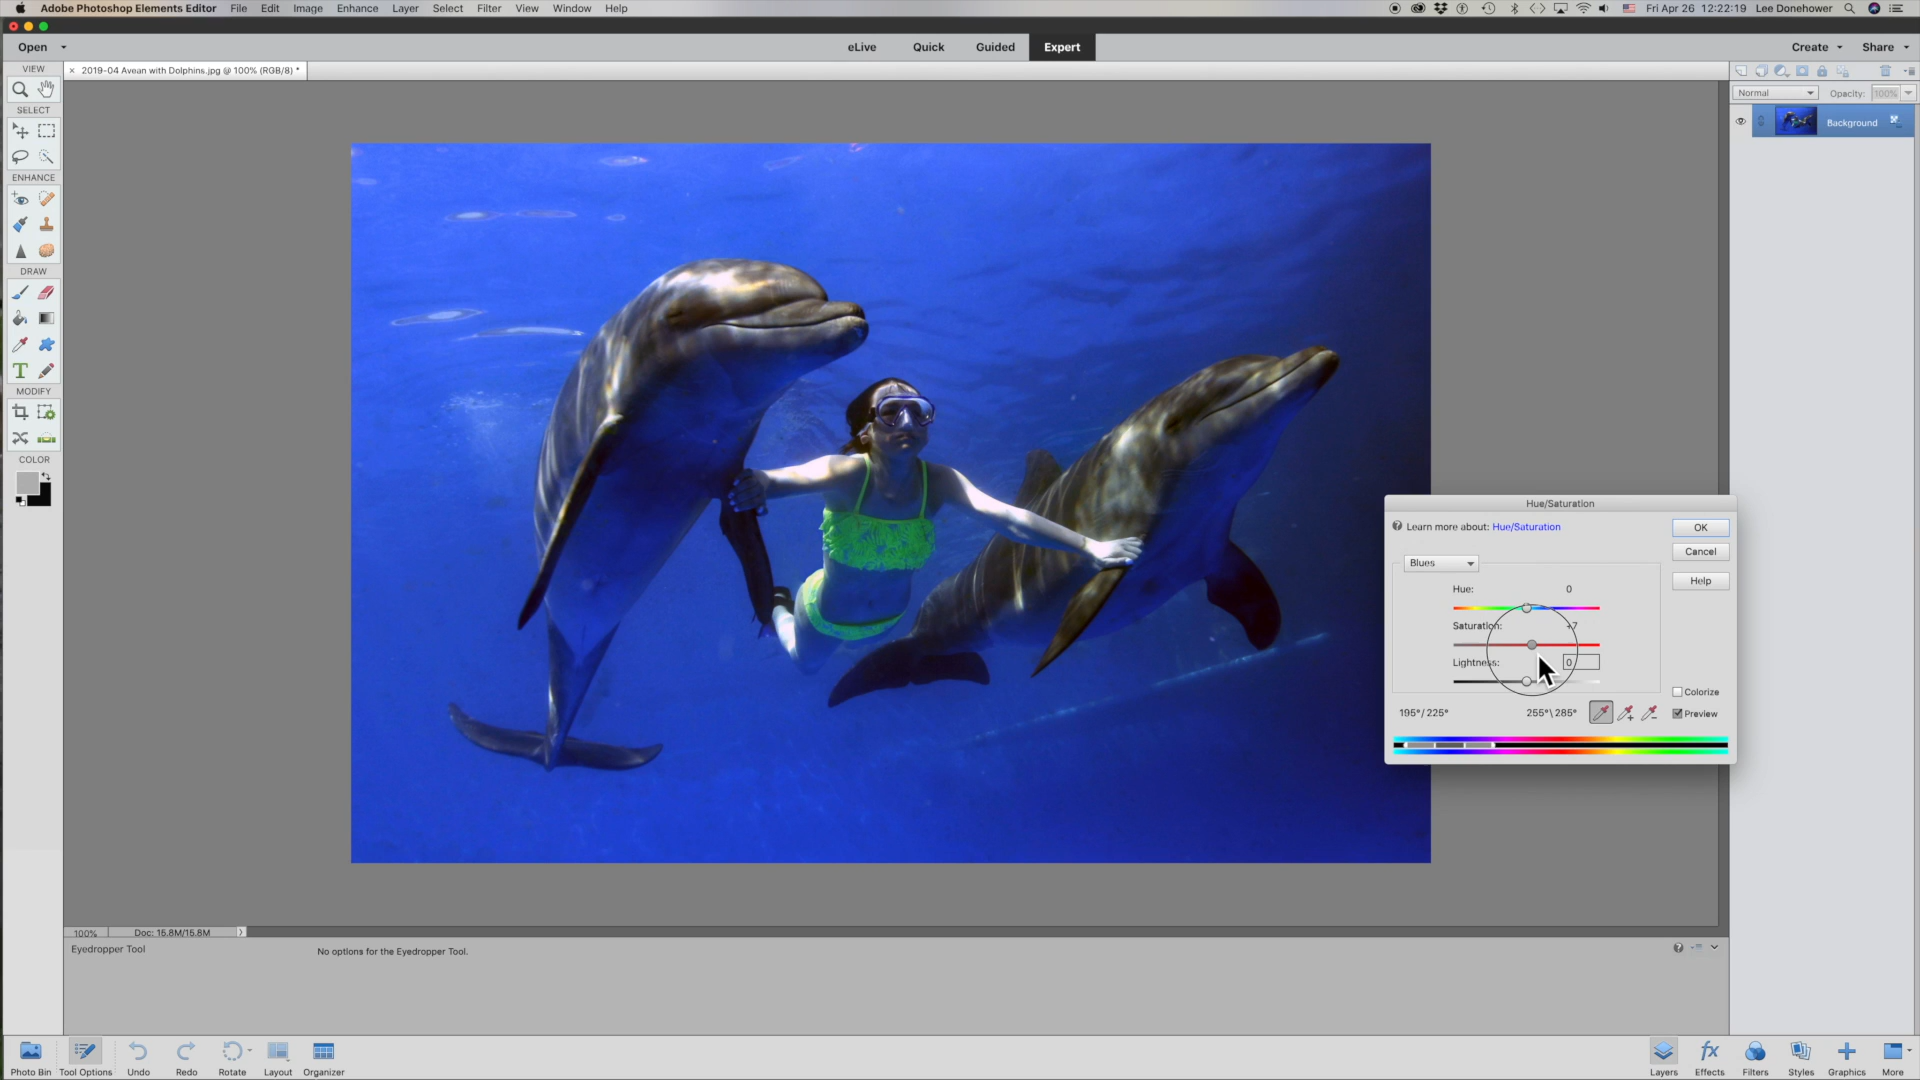 Adobe Photoshop Elements Editor File Edit Image Enhance Layer Select Filter View Window Help Fri Apr 26 12:22:19 Lee Donehower
Open eLive Quick Guided Expert Create Share
VIEW
× 2019-04 Avean with Dolphins.jpg @ 100% (RGB/8) *
Normal Opacity: 100%
SELECT
Background
ENHANCE
DRAW
T
MODIFY
COLOR
Hue/Saturation
Learn more about: Hue/Saturation
OK
Cancel
Blues
Help
Hue: 0
Saturation: +7
Lightness: 0
Colorize
195°/225° 255°\285°
Preview
100% Doc: 15.8M/15.8M
Eyedropper Tool No options for the Eyedropper Tool.
fx
Photo Bin Tool Options Undo Redo Rotate Layout Organizer Layers Effects Filters Styles Graphics More